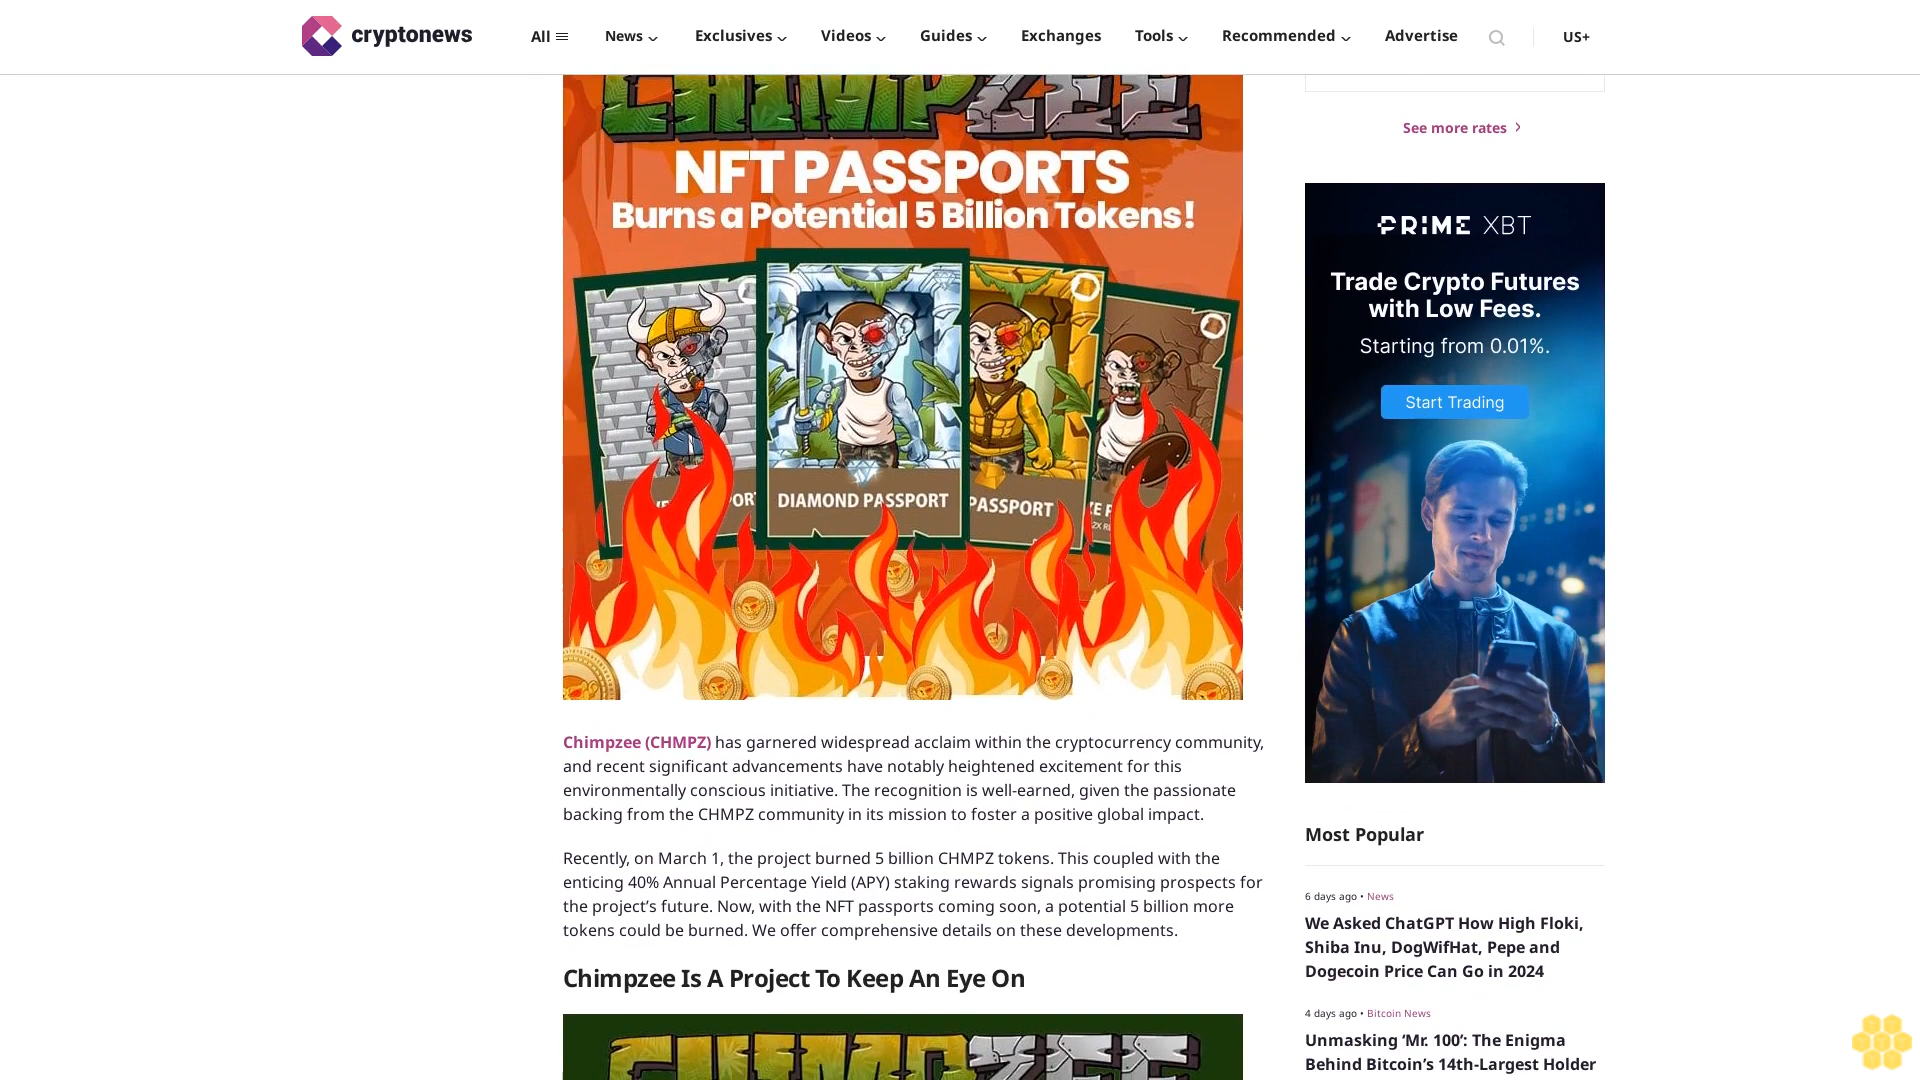 cryptonews
All
News
Exclusives
Videos
Guides
Exchanges
Tools
Recommended
Advertise
US+
CHIMPZEE
NFT PASSPORTS
Burns a Potential 5 Billion Tokens!
DIAMOND PASSPORT
PASSPORT
Chimpzee (CHMPZ) has garnered widespread acclaim within the cryptocurrency community,
and recent significant advancements have notably heightened excitement for this
environmentally conscious initiative. The recognition is well-earned, given the passionate
backing from the CHMPZ community in its mission to foster a positive global impact.
Recently, on March 1, the project burned 5 billion CHMPZ tokens. This coupled with the
enticing 40% Annual Percentage Yield (APY) staking rewards signals promising prospects for
the project’s future. Now, with the NFT passports coming soon, a potential 5 billion more
tokens could be burned. We offer comprehensive details on these developments.
Chimpzee Is A Project To Keep An Eye On
CHIMPZEE
See more rates
PRIME XBT
Trade Crypto Futures
with Low Fees.
Starting from 0.01%.
Start Trading
Most Popular
6 days ago • News
We Asked ChatGPT How High Floki,
Shiba Inu, DogWifHat, Pepe and
Dogecoin Price Can Go in 2024
4 days ago • Bitcoin News
Unmasking ‘Mr. 100’: The Enigma
Behind Bitcoin’s 14th-Largest Holder